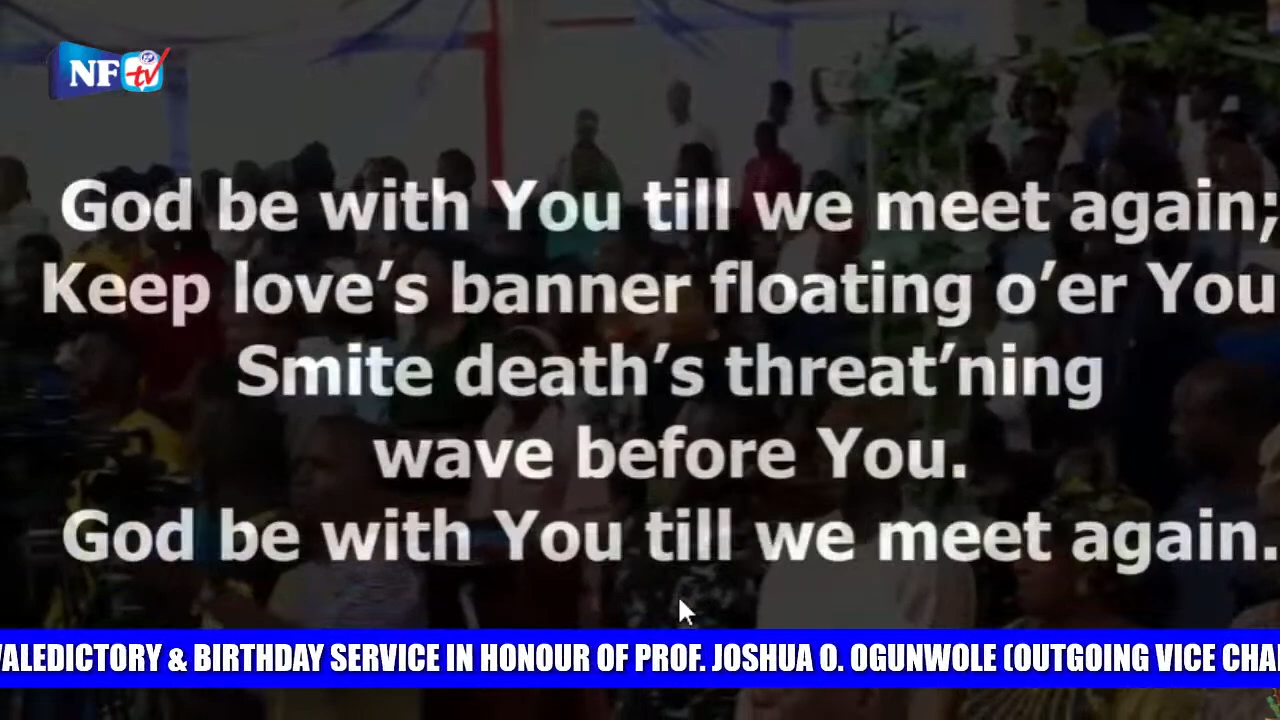 NF tv
God be with You till we meet again;
Keep love’s banner floating o’er You
Smite death’s threat’ning
wave before You.
God be with You till we meet again.
VALEDICTORY & BIRTHDAY SERVICE IN HONOUR OF PROF. JOSHUA O. OGUNWOLE (OUTGOING VICE CHA